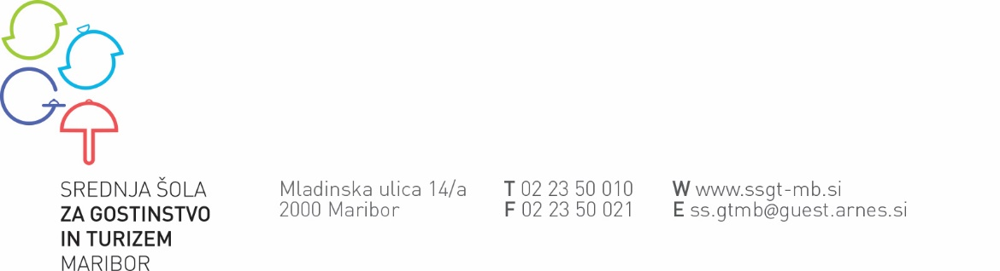 SREDNJA ŠOLA
ZA GOSTINSTVO
IN TURIZEM
MARIBOR
Mladinska ulica 14/a
2000 Maribor
T 02 23 50 010
F 02 23 50 021
W www.ssgt-mb.si
E ss.gtmb@guest.arnes.si